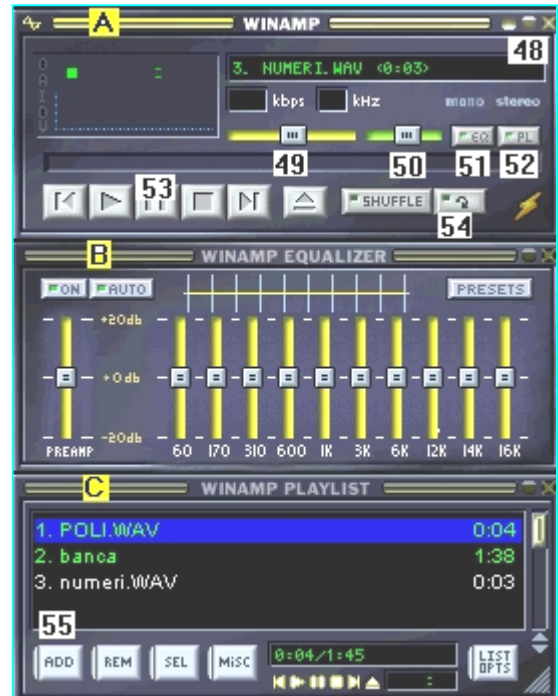 A WINAMP
48
O A I D V
3. NUMERI.WAV <0:03>
kbps kHz mono stereo
EQ PL
49 50 51 52
53
SHUFFLE
54
B WINAMP EQUALIZER
ON AUTO PRESETS
+20db
+0db
-20db
PREAMP 60 170 310 600 1K 3K 6K 12K 14K 16K
C WINAMP PLAYLIST
1. POLI.WAV 0:04
2. banca 1:38
3. numeri.WAV 0:03
55
ADD REM SEL MISC 0:04/1:45 LIST OPTS
: